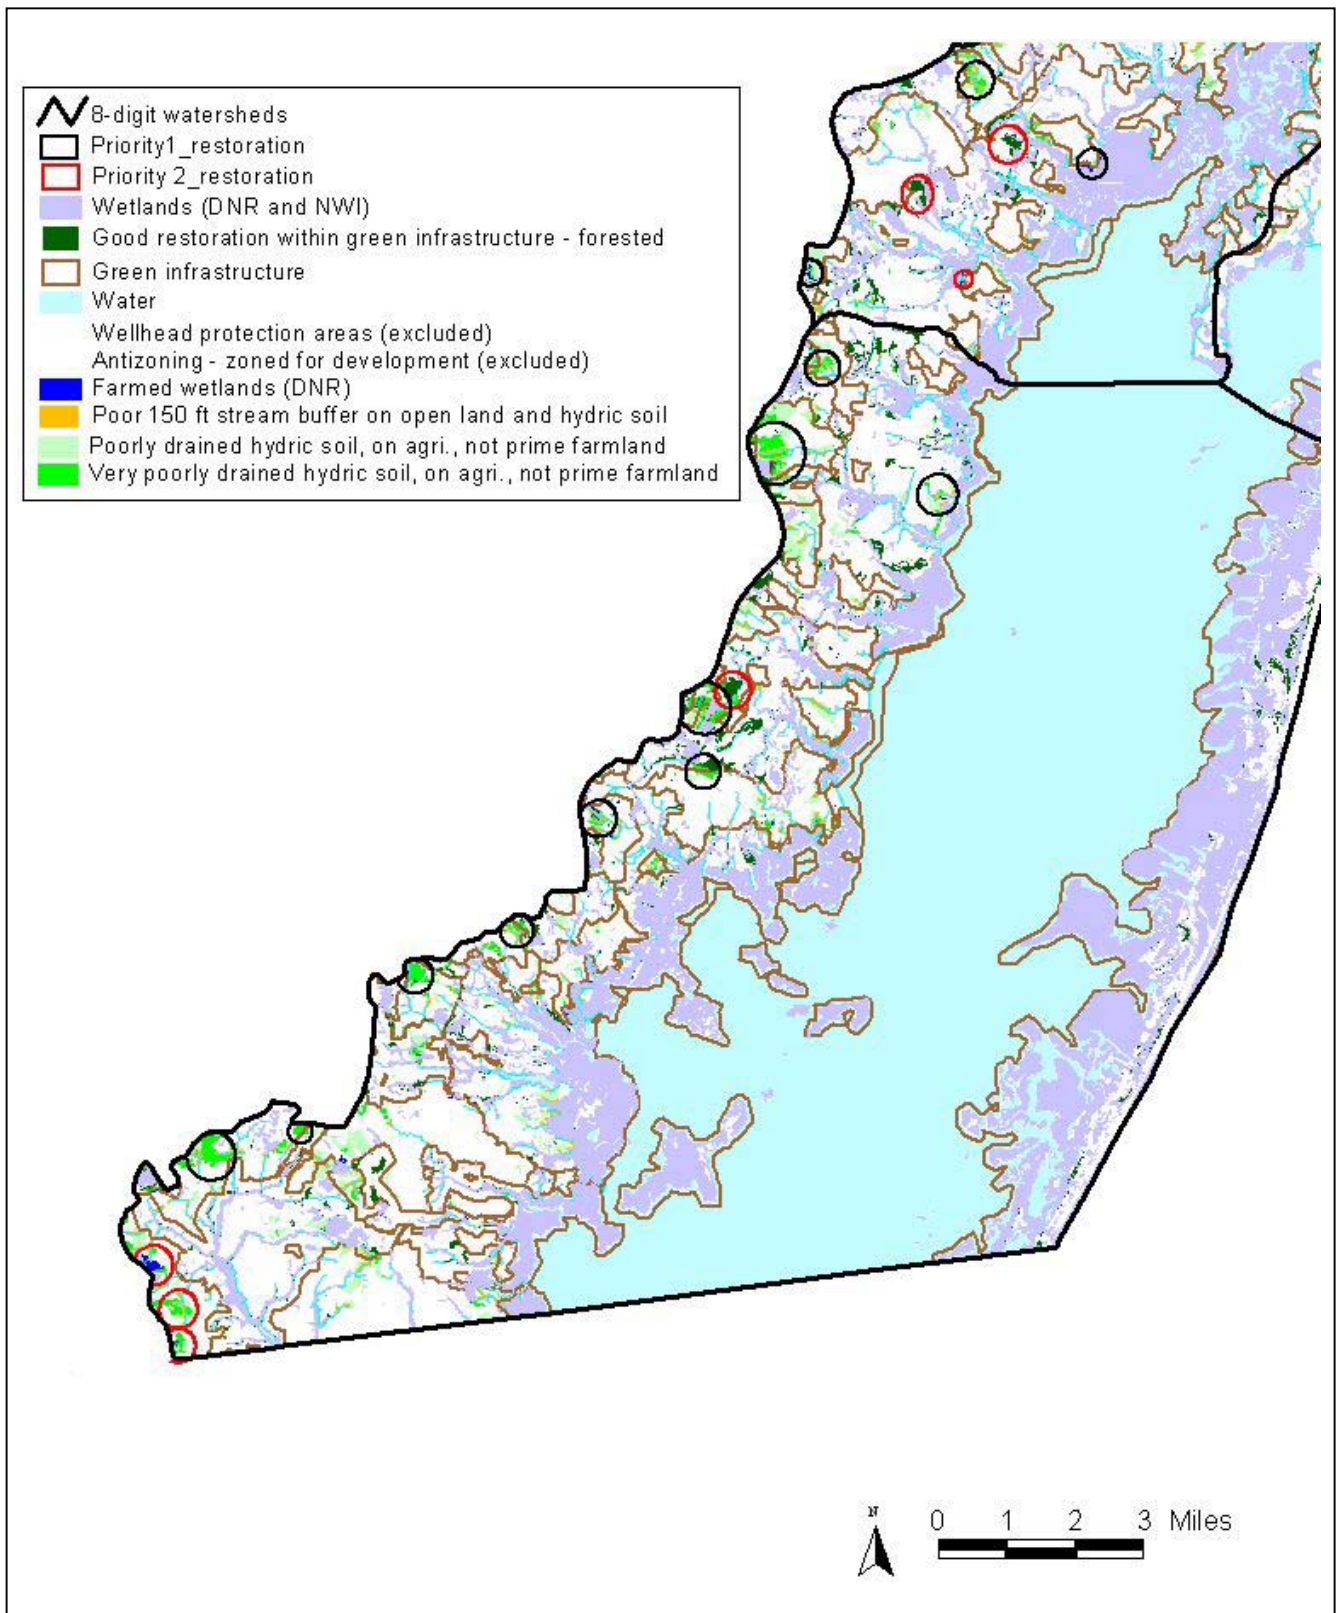 8-digit watersheds
Priority1_restoration
Priority 2_restoration
Wetlands (DNR and NWI)
Good restoration within green infrastructure - forested
Green infrastructure
Water
Wellhead protection areas (excluded)
Antizoning - zoned for development (excluded)
Farmed wetlands (DNR)
Poor 150 ft stream buffer on open land and hydric soil
Poorly drained hydric soil, on agri., not prime farmland
Very poorly drained hydric soil, on agri., not prime farmland
N
0 1 2 3 Miles